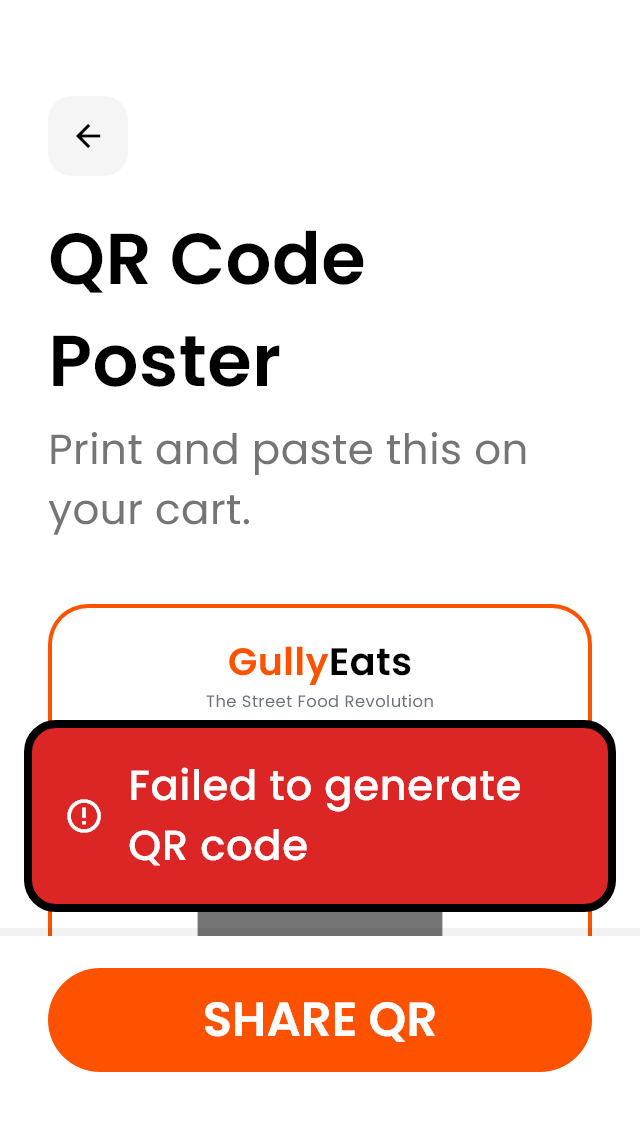 QR Code
Poster
Print and paste this on
your cart.
GullyEats
The Street Food Revolution
Failed to generate
QR code
SHARE QR